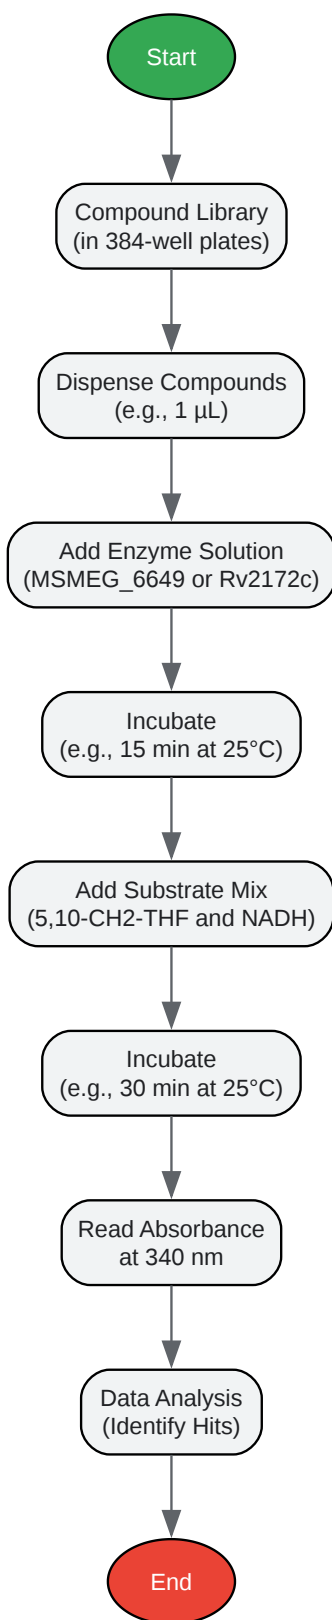 Start
Compound Library
(in 384-well plates)
Dispense Compounds
(e.g., 1 µL)
Add Enzyme Solution
(MSMEG_6649 or Rv2172c)
Incubate
(e.g., 15 min at 25°C)
Add Substrate Mix
(5,10-CH2-THF and NADH)
Incubate
(e.g., 30 min at 25°C)
Read Absorbance
at 340 nm
Data Analysis
(Identify Hits)
End